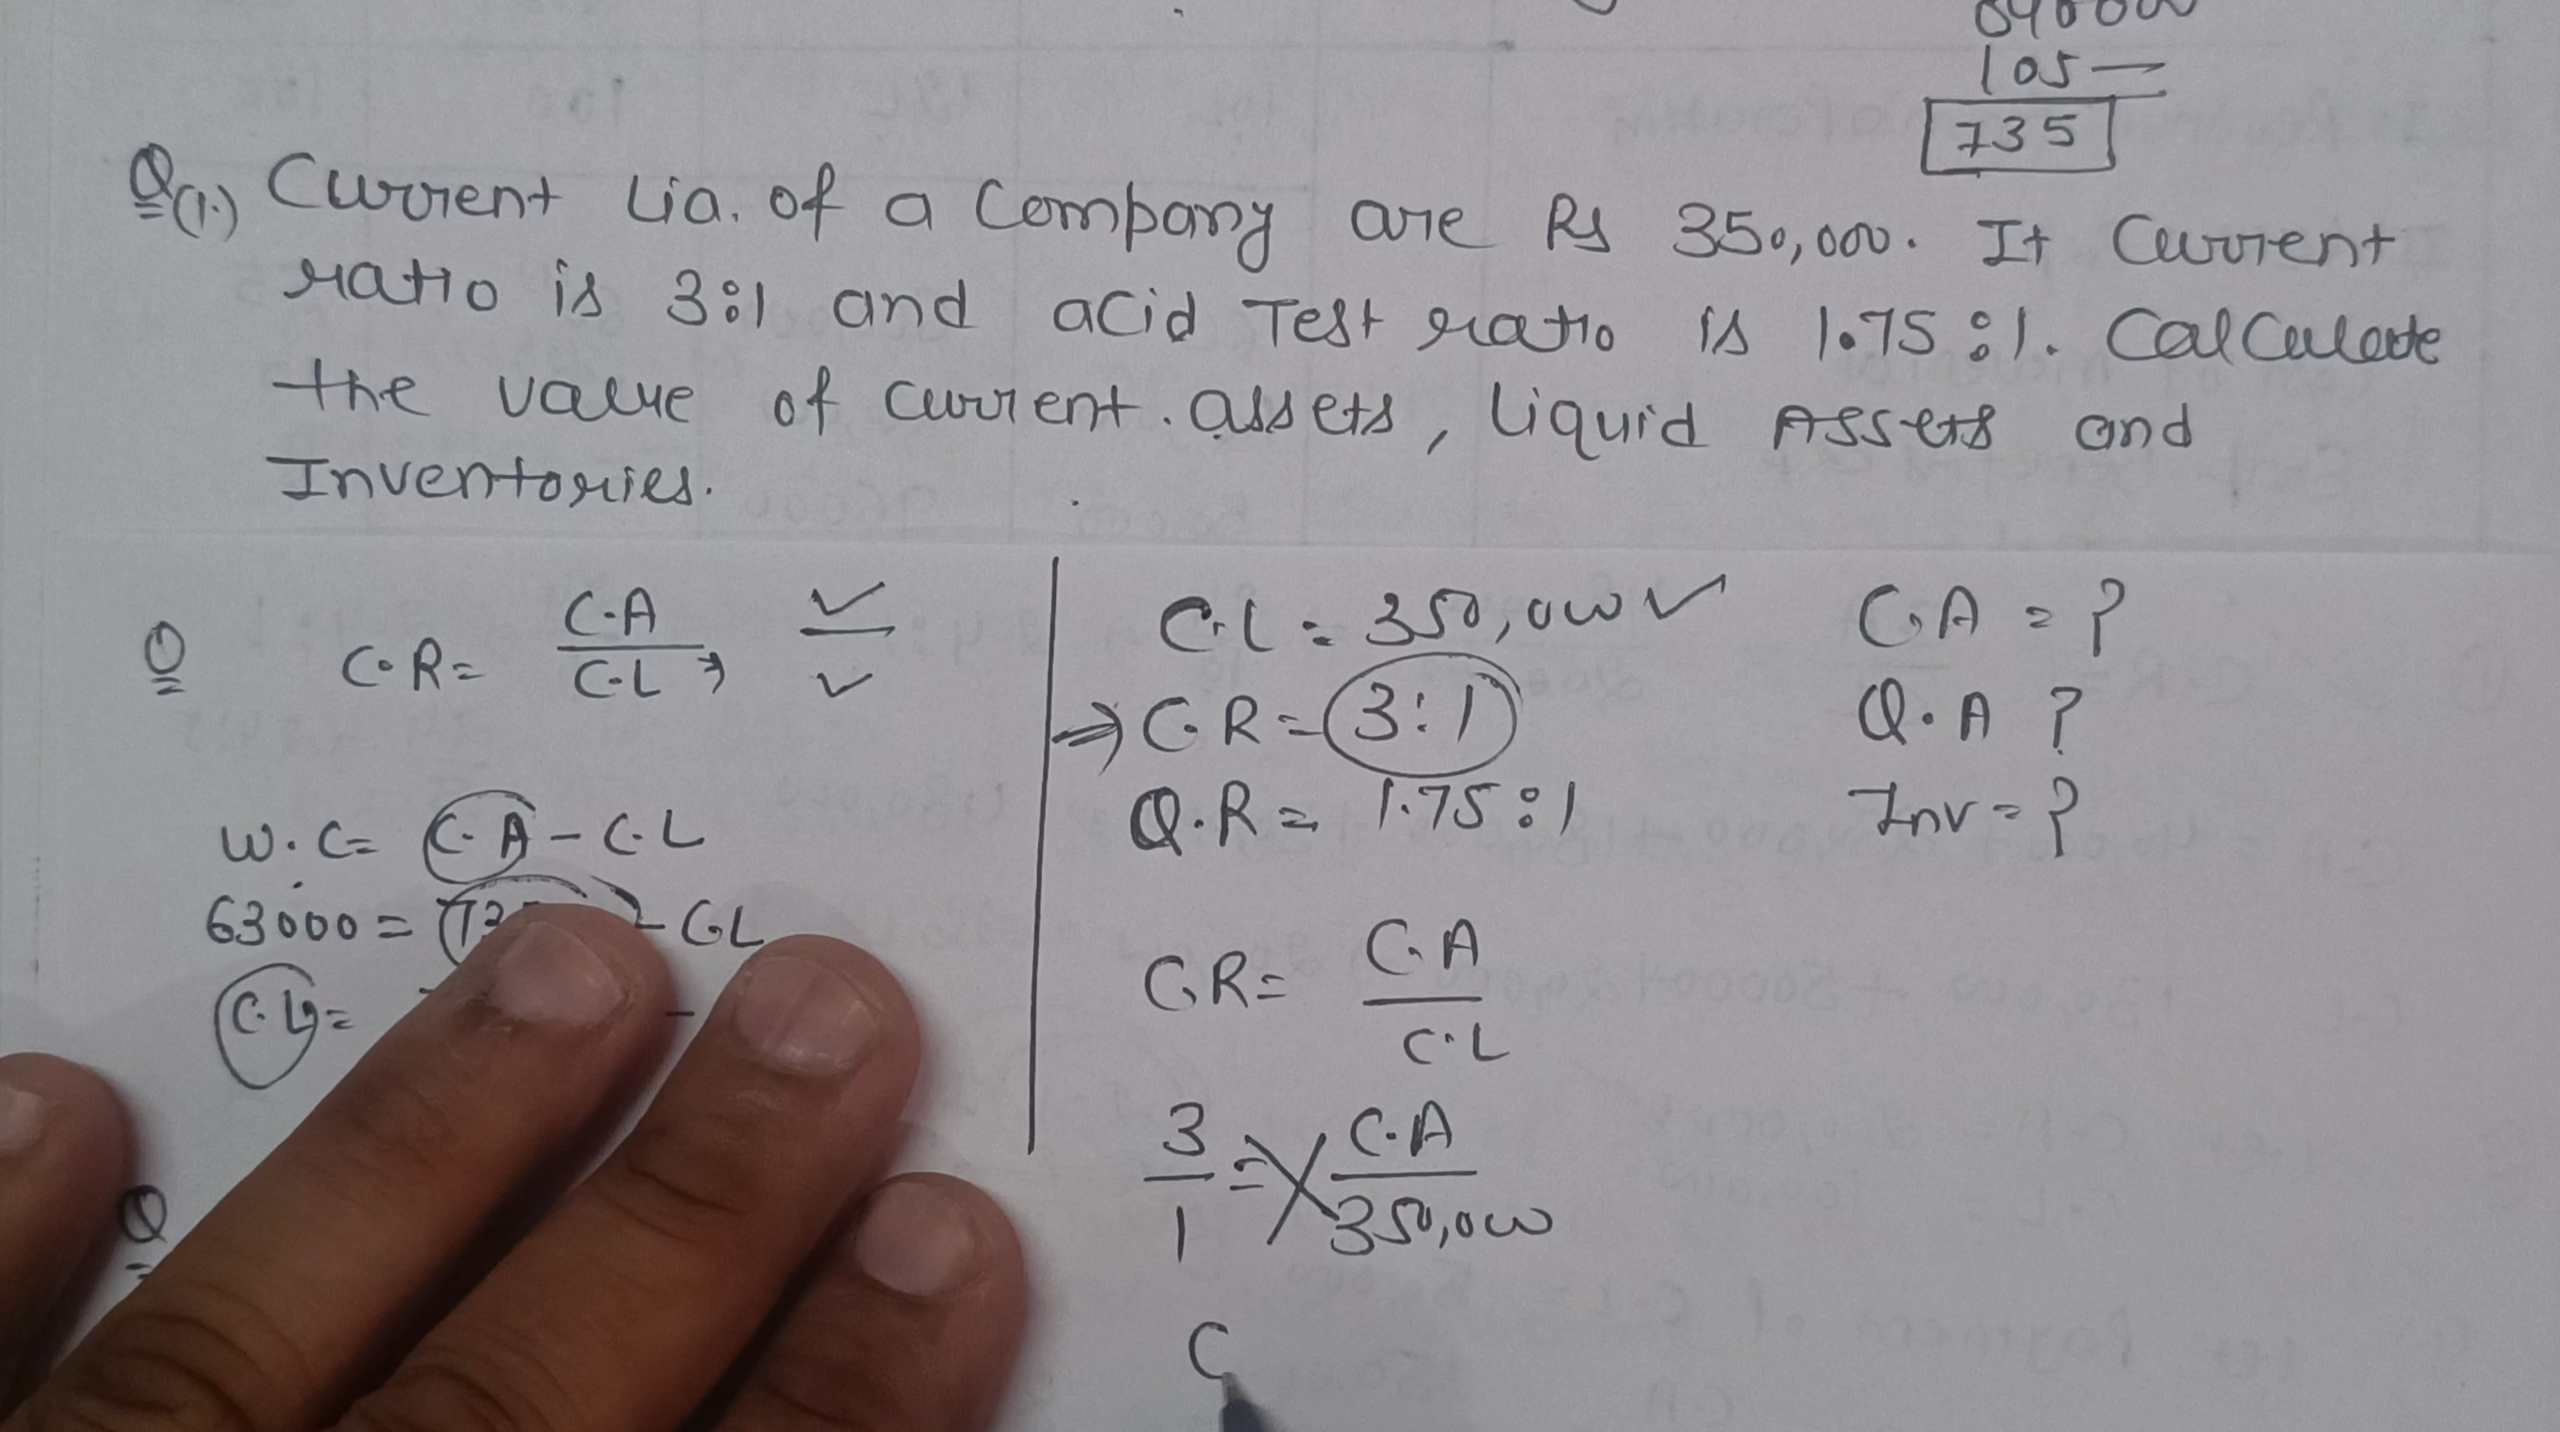 105
735
Q(1.) Current Lia. of a Company are Rs 350,000. If Current
ratio is 3:1 and acid Test ratio is 1.75:1. Calculate
the value of current. assets, liquid Assets and
Inventories.
Q C.R= C.A
C.L
W.C= C.A - C.L
63000= - C.L
C.L=
Q
C.L = 350,000
C.R = 3:1
Q.R = 1.75:1
C.A = ?
Q.A ?
Inv = ?
C.R= C.A
C.L
3 = C.A
1 350,000
C